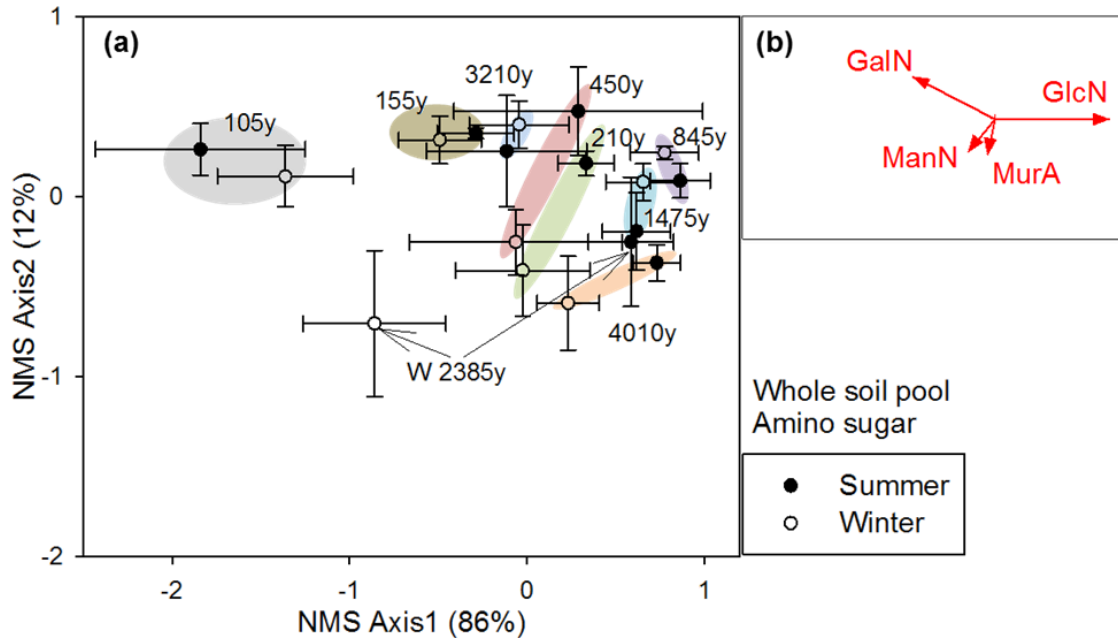 (a)
(b)
1
0
-1
-2
NMS Axis2 (12%)
105y
155y
3210y
450y
210y
845y
1475y
4010y
W 2385y
-2
-1
0
1
NMS Axis1 (86%)
GalN
GlcN
ManN
MurA
Whole soil pool
Amino sugar
Summer
Winter